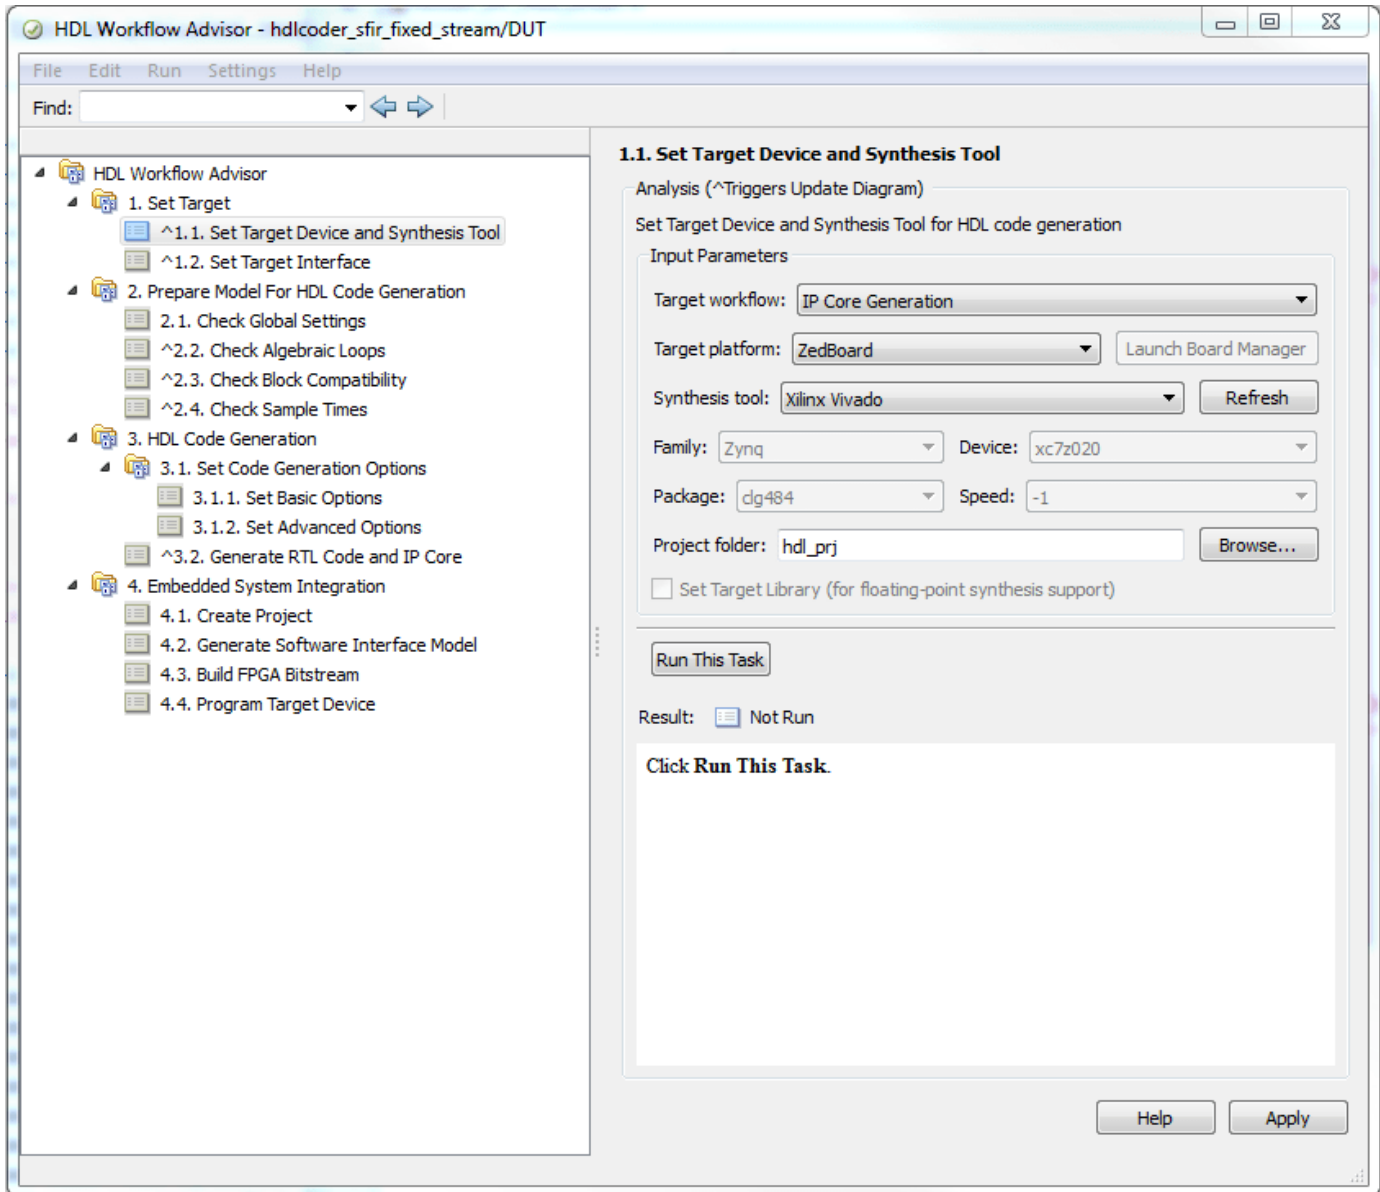 HDL Workflow Advisor - hdlcoder_sfir_fixed_stream/DUT
File Edit Run Settings Help
Find:
HDL Workflow Advisor
1. Set Target
^1.1. Set Target Device and Synthesis Tool
^1.2. Set Target Interface
2. Prepare Model For HDL Code Generation
2.1. Check Global Settings
^2.2. Check Algebraic Loops
^2.3. Check Block Compatibility
^2.4. Check Sample Times
3. HDL Code Generation
3.1. Set Code Generation Options
3.1.1. Set Basic Options
3.1.2. Set Advanced Options
^3.2. Generate RTL Code and IP Core
4. Embedded System Integration
4.1. Create Project
4.2. Generate Software Interface Model
4.3. Build FPGA Bitstream
4.4. Program Target Device
1.1. Set Target Device and Synthesis Tool
Analysis (^Triggers Update Diagram)
Set Target Device and Synthesis Tool for HDL code generation
Input Parameters
Target workflow: IP Core Generation
Target platform: ZedBoard Launch Board Manager
Synthesis tool: Xilinx Vivado Refresh
Family: Zynq Device: xc7z020
Package: clg484 Speed: -1
Project folder: hdl_prj Browse...
Set Target Library (for floating-point synthesis support)
Run This Task
Result: Not Run
Click Run This Task.
Help Apply